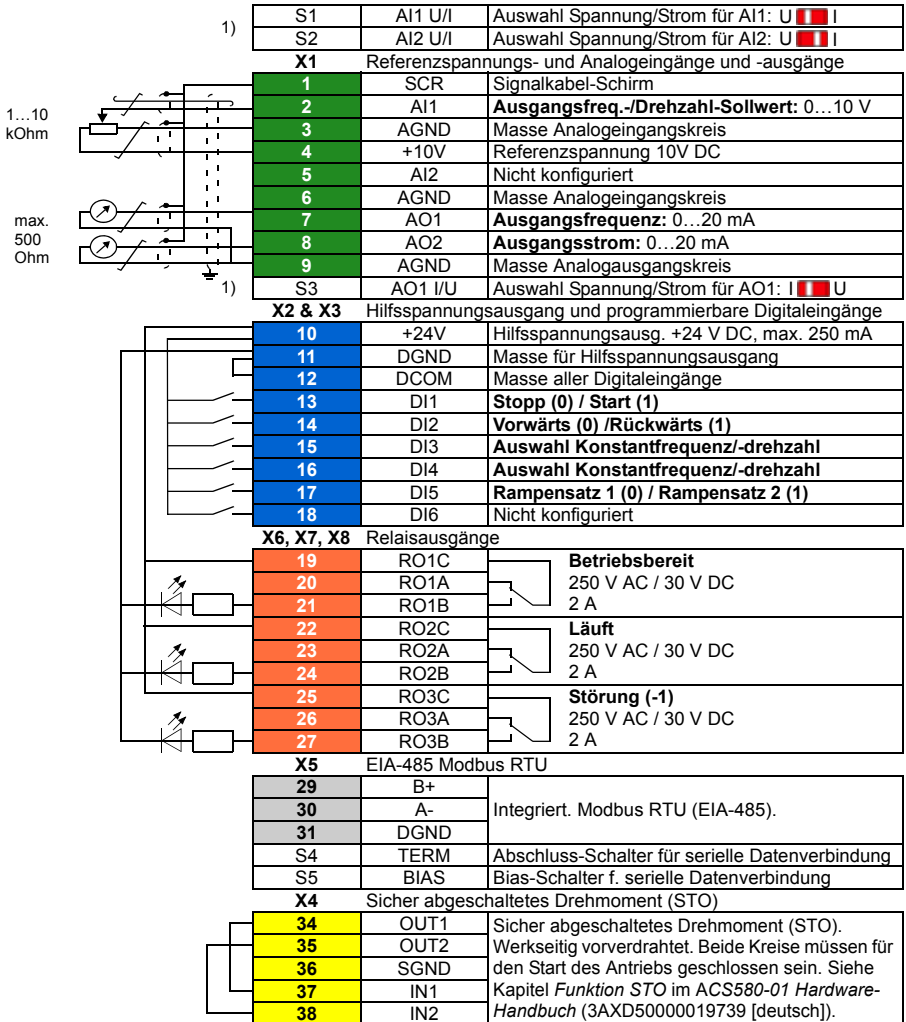 1)
S1 AI1 U/I Auswahl Spannung/Strom für AI1: U I
S2 AI2 U/I Auswahl Spannung/Strom für AI2: U I
X1 Referenzspannungs- und Analogeingänge und -ausgänge
1 SCR Signalkabel-Schirm
1…10
kOhm
2 AI1 Ausgangsfreq.-/Drehzahl-Sollwert: 0…10 V
3 AGND Masse Analogeingangskreis
4 +10V Referenzspannung 10V DC
5 AI2 Nicht konfiguriert
6 AGND Masse Analogeingangskreis
max.
500
Ohm
7 AO1 Ausgangsfrequenz: 0…20 mA
8 AO2 Ausgangsstrom: 0…20 mA
9 AGND Masse Analogausgangskreis
1)
S3 AO1 I/U Auswahl Spannung/Strom für AO1: I U
X2 & X3 Hilfsspannungsausgang und programmierbare Digitaleingänge
10 +24V Hilfsspannungsausg. +24 V DC, max. 250 mA
11 DGND Masse für Hilfsspannungsausgang
12 DCOM Masse aller Digitaleingänge
13 DI1 Stopp (0) / Start (1)
14 DI2 Vorwärts (0) /Rückwärts (1)
15 DI3 Auswahl Konstantfrequenz/-drehzahl
16 DI4 Auswahl Konstantfrequenz/-drehzahl
17 DI5 Rampensatz 1 (0) / Rampensatz 2 (1)
18 DI6 Nicht konfiguriert
X6, X7, X8 Relaisausgänge
19 RO1C Betriebsbereit
20 RO1A 250 V AC / 30 V DC
21 RO1B 2 A
22 RO2C Läuft
23 RO2A 250 V AC / 30 V DC
24 RO2B 2 A
25 RO3C Störung (-1)
26 RO3A 250 V AC / 30 V DC
27 RO3B 2 A
X5 EIA-485 Modbus RTU
29 B+
30 A- Integriert. Modbus RTU (EIA-485).
31 DGND
S4 TERM Abschluss-Schalter für serielle Datenverbindung
S5 BIAS Bias-Schalter f. serielle Datenverbindung
X4 Sicher abgeschaltetes Drehmoment (STO)
34 OUT1 Sicher abgeschaltetes Drehmoment (STO).
35 OUT2 Werkseitig vorverdrahtet. Beide Kreise müssen für
36 SGND den Start des Antriebs geschlossen sein. Siehe
37 IN1 Kapitel Funktion STO im ACS580-01 Hardware-
38 IN2 Handbuch (3AXD50000019739 [deutsch]).